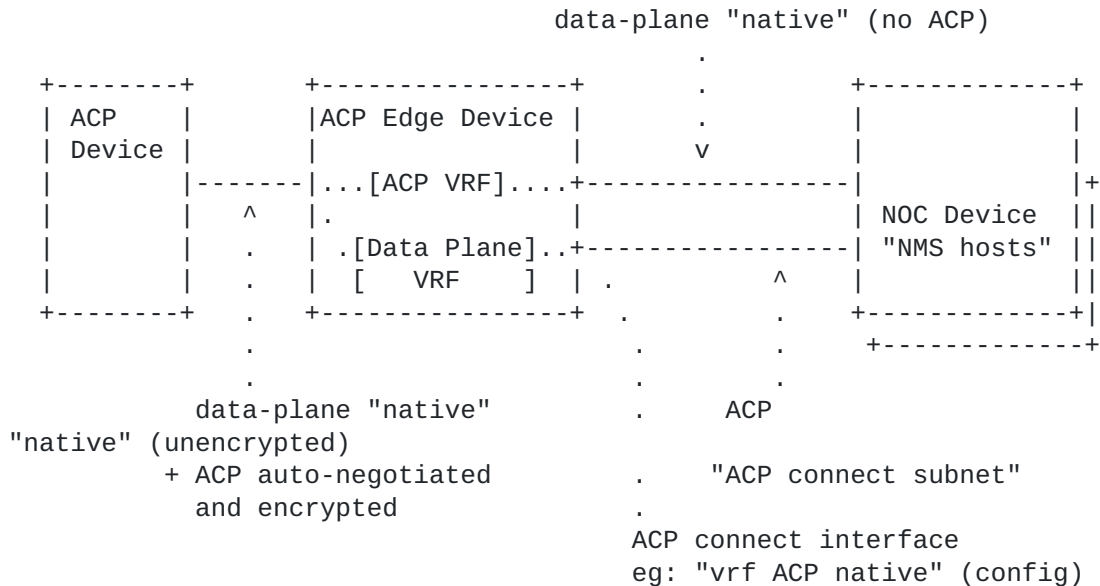 data-plane "native" (no ACP)
.
+--------+       +----------------+       .         +-------------+
| ACP    |       |ACP Edge Device |       .         |             |
| Device |       |                |       v         |             |
|        |-------|...[ACP VRF]....+-----------------|             |+
|        |   ^   |.               |                 | NOC Device  ||
|        |   .   | .[Data Plane]..+-----------------| "NMS hosts" ||
|        |   .   |  [   VRF    ]  | .          ^    |             ||
+--------+   .   +----------------+  .         .    +-------------+|
.                        .        .     +-------------+
.                        .        .
data-plane "native"         .     ACP
"native" (unencrypted)
+ ACP auto-negotiated         .    "ACP connect subnet"
and encrypted               .
ACP connect interface
eg: "vrf ACP native" (config)